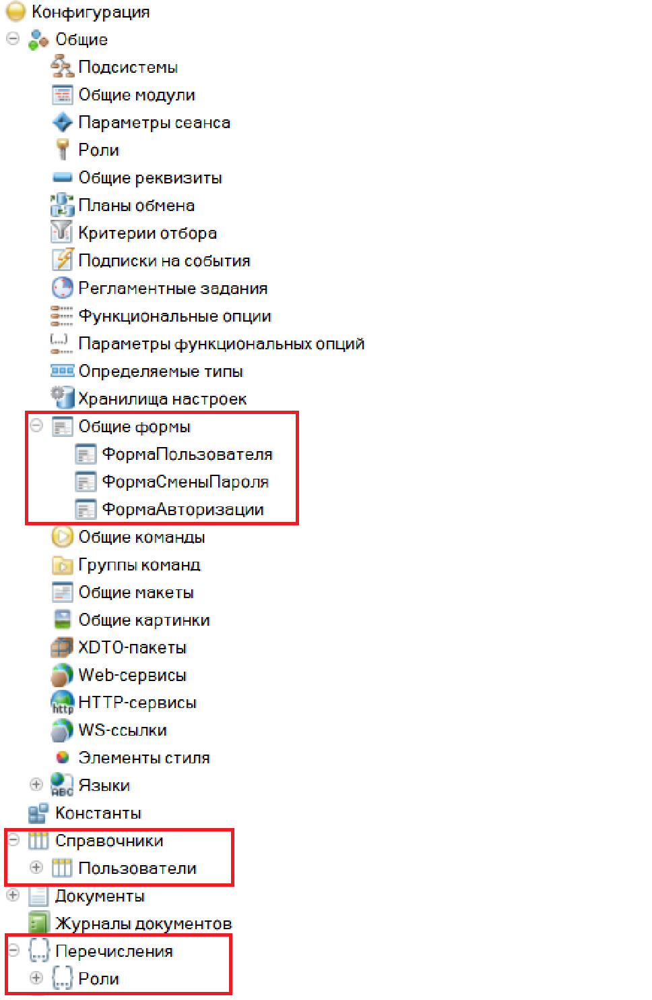 Конфигурация
Общие
Подсистемы
Общие модули
Параметры сеанса
Роли
Общие реквизиты
Планы обмена
Критерии отбора
Подписки на события
Регламентные задания
Функциональные опции
(...)
Параметры функциональных опций
Определяемые типы
Хранилища настроек
Общие формы
ФормаПользователя
ФормаСменыПароля
ФормаАвторизации
Общие команды
Группы команд
Общие макеты
Общие картинки
XDTO-пакеты
Web-сервисы
http HTTP-сервисы
WS-ссылки
Элементы стиля
ABC Языки
Константы
Справочники
Пользователи
Документы
Журналы документов
{...} Перечисления
{...} Роли